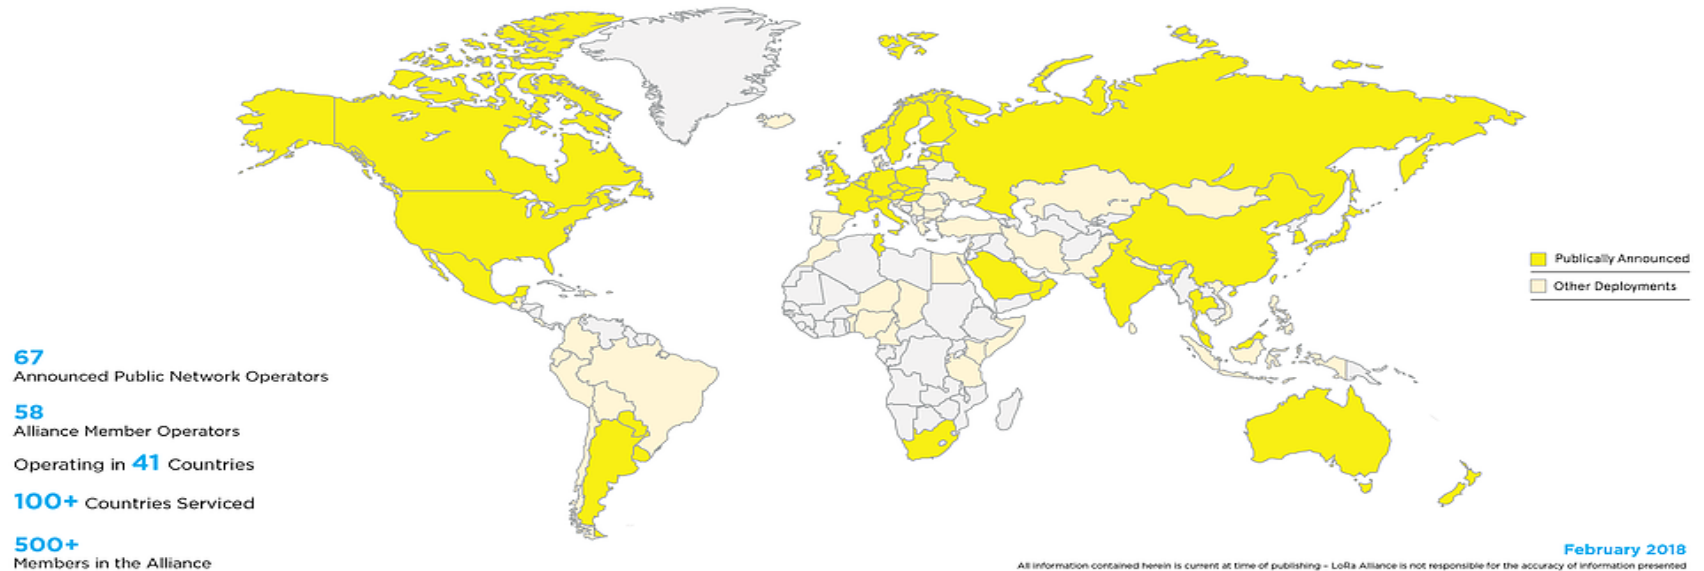 Publically Announced
Other Deployments
67
Announced Public Network Operators
58
Alliance Member Operators
Operating in 41 Countries
100+ Countries Serviced
500+
Members in the Alliance
February 2018
All information contained herein is current at time of publishing – LoRa Alliance is not responsible for the accuracy of information presented